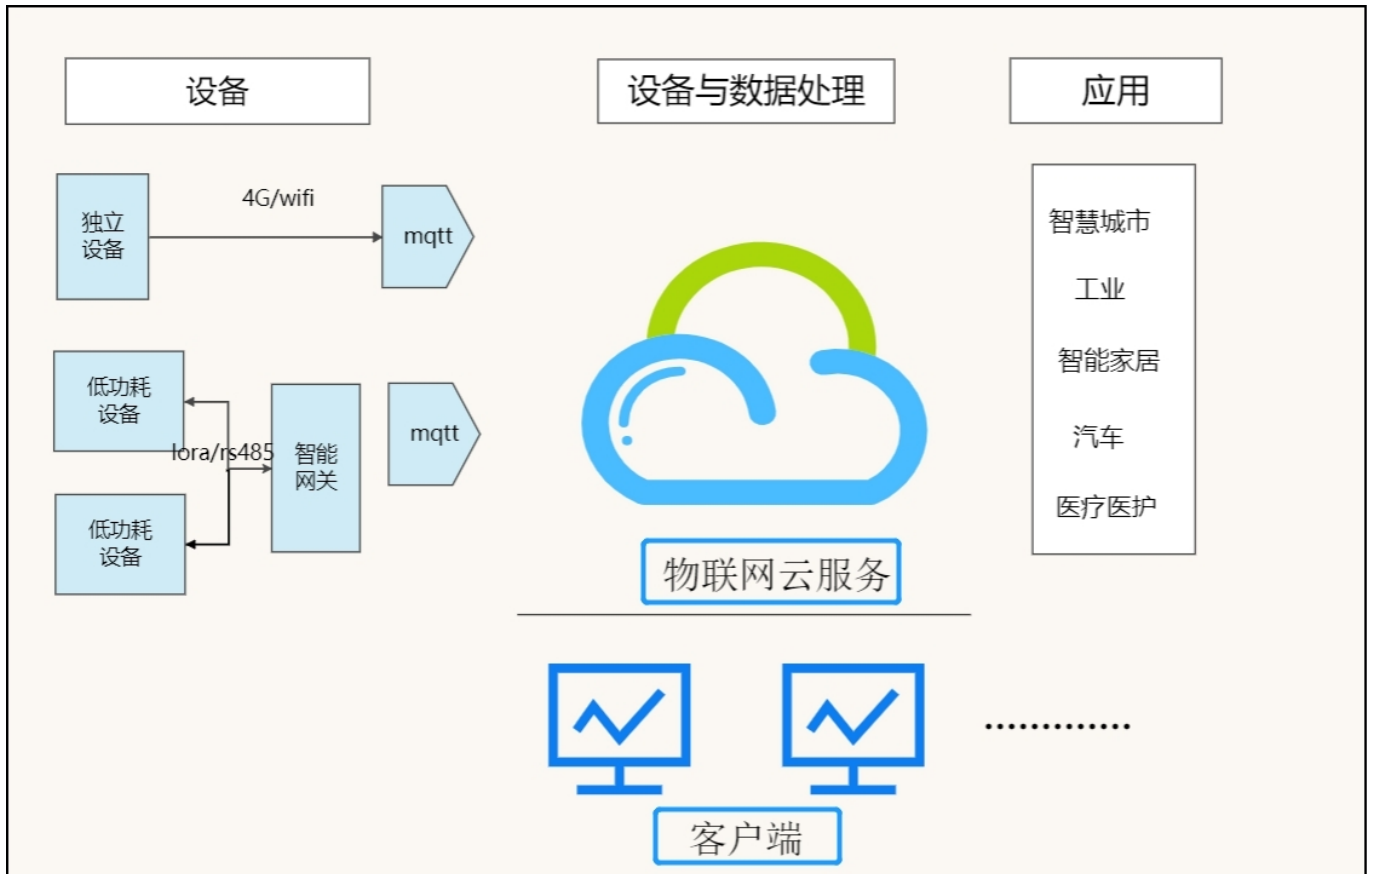 设备
设备与数据处理
应用
独立
设备
4G/wifi
mqtt
低功耗
设备
lora/rs485
智能
网关
mqtt
低功耗
设备
智慧城市
工业
智能家居
汽车
医疗医护
物联网云服务
.............
客户端